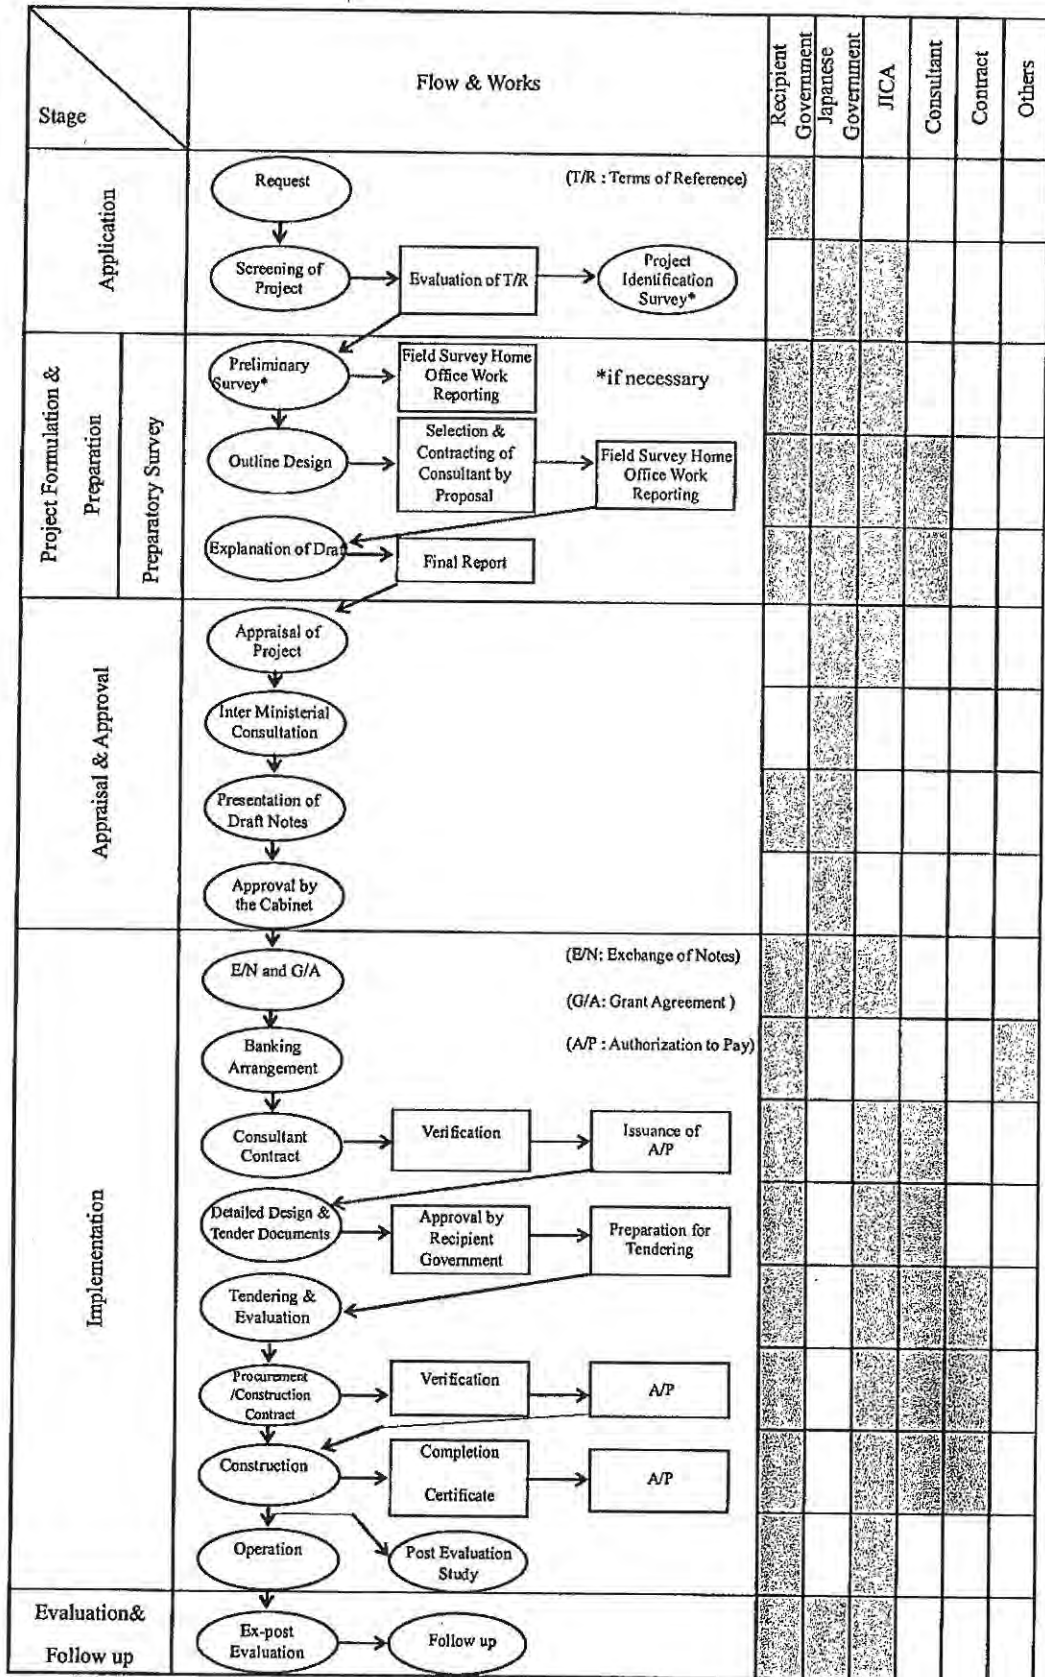 Stage
Flow & Works
Recipient
Government
Japanese
Government
JICA
Consultant
Contract
Others
Application
Request
(T/R : Terms of Reference)
Screening of
Project
Evaluation of T/R
Project
Identification
Survey*
Project Formulation &
Preparation
Preparatory Survey
Preliminary
Survey*
Field Survey Home
Office Work
Reporting
*if necessary
Outline Design
Selection &
Contracting of
Consultant by
Proposal
Field Survey Home
Office Work
Reporting
Explanation of Draft
Final Report
Appraisal & Approval
Appraisal of
Project
Inter Ministerial
Consultation
Presentation of
Draft Notes
Approval by
the Cabinet
Implementation
E/N and G/A
(E/N: Exchange of Notes)
(G/A: Grant Agreement )
(A/P : Authorization to Pay)
Banking
Arrangement
Consultant
Contract
Verification
Issuance of
A/P
Detailed Design &
Tender Documents
Approval by
Recipient
Government
Preparation for
Tendering
Tendering &
Evaluation
Procurement
/Construction
Contract
Verification
A/P
Construction
Completion
Certificate
A/P
Operation
Post Evaluation
Study
Evaluation&
Follow up
Ex-post
Evaluation
Follow up